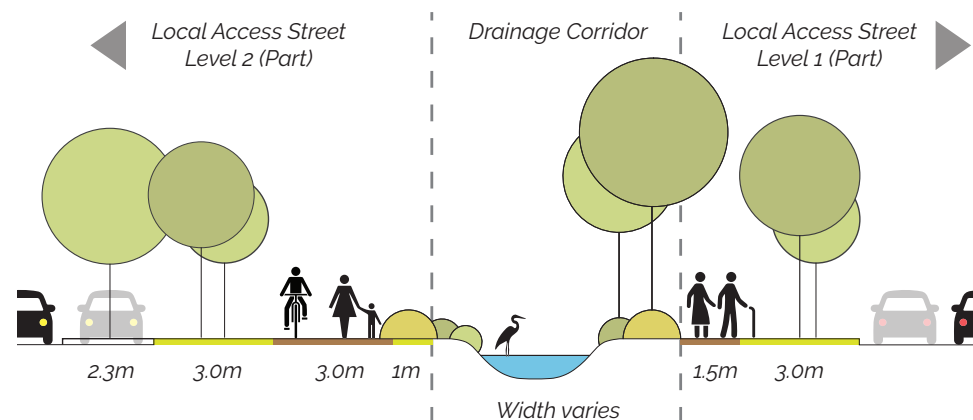 Local Access Street
Level 2 (Part)
Drainage Corridor
Local Access Street
Level 1 (Part)
2.3m
3.0m
3.0m
1m
1.5m
3.0m
Width varies